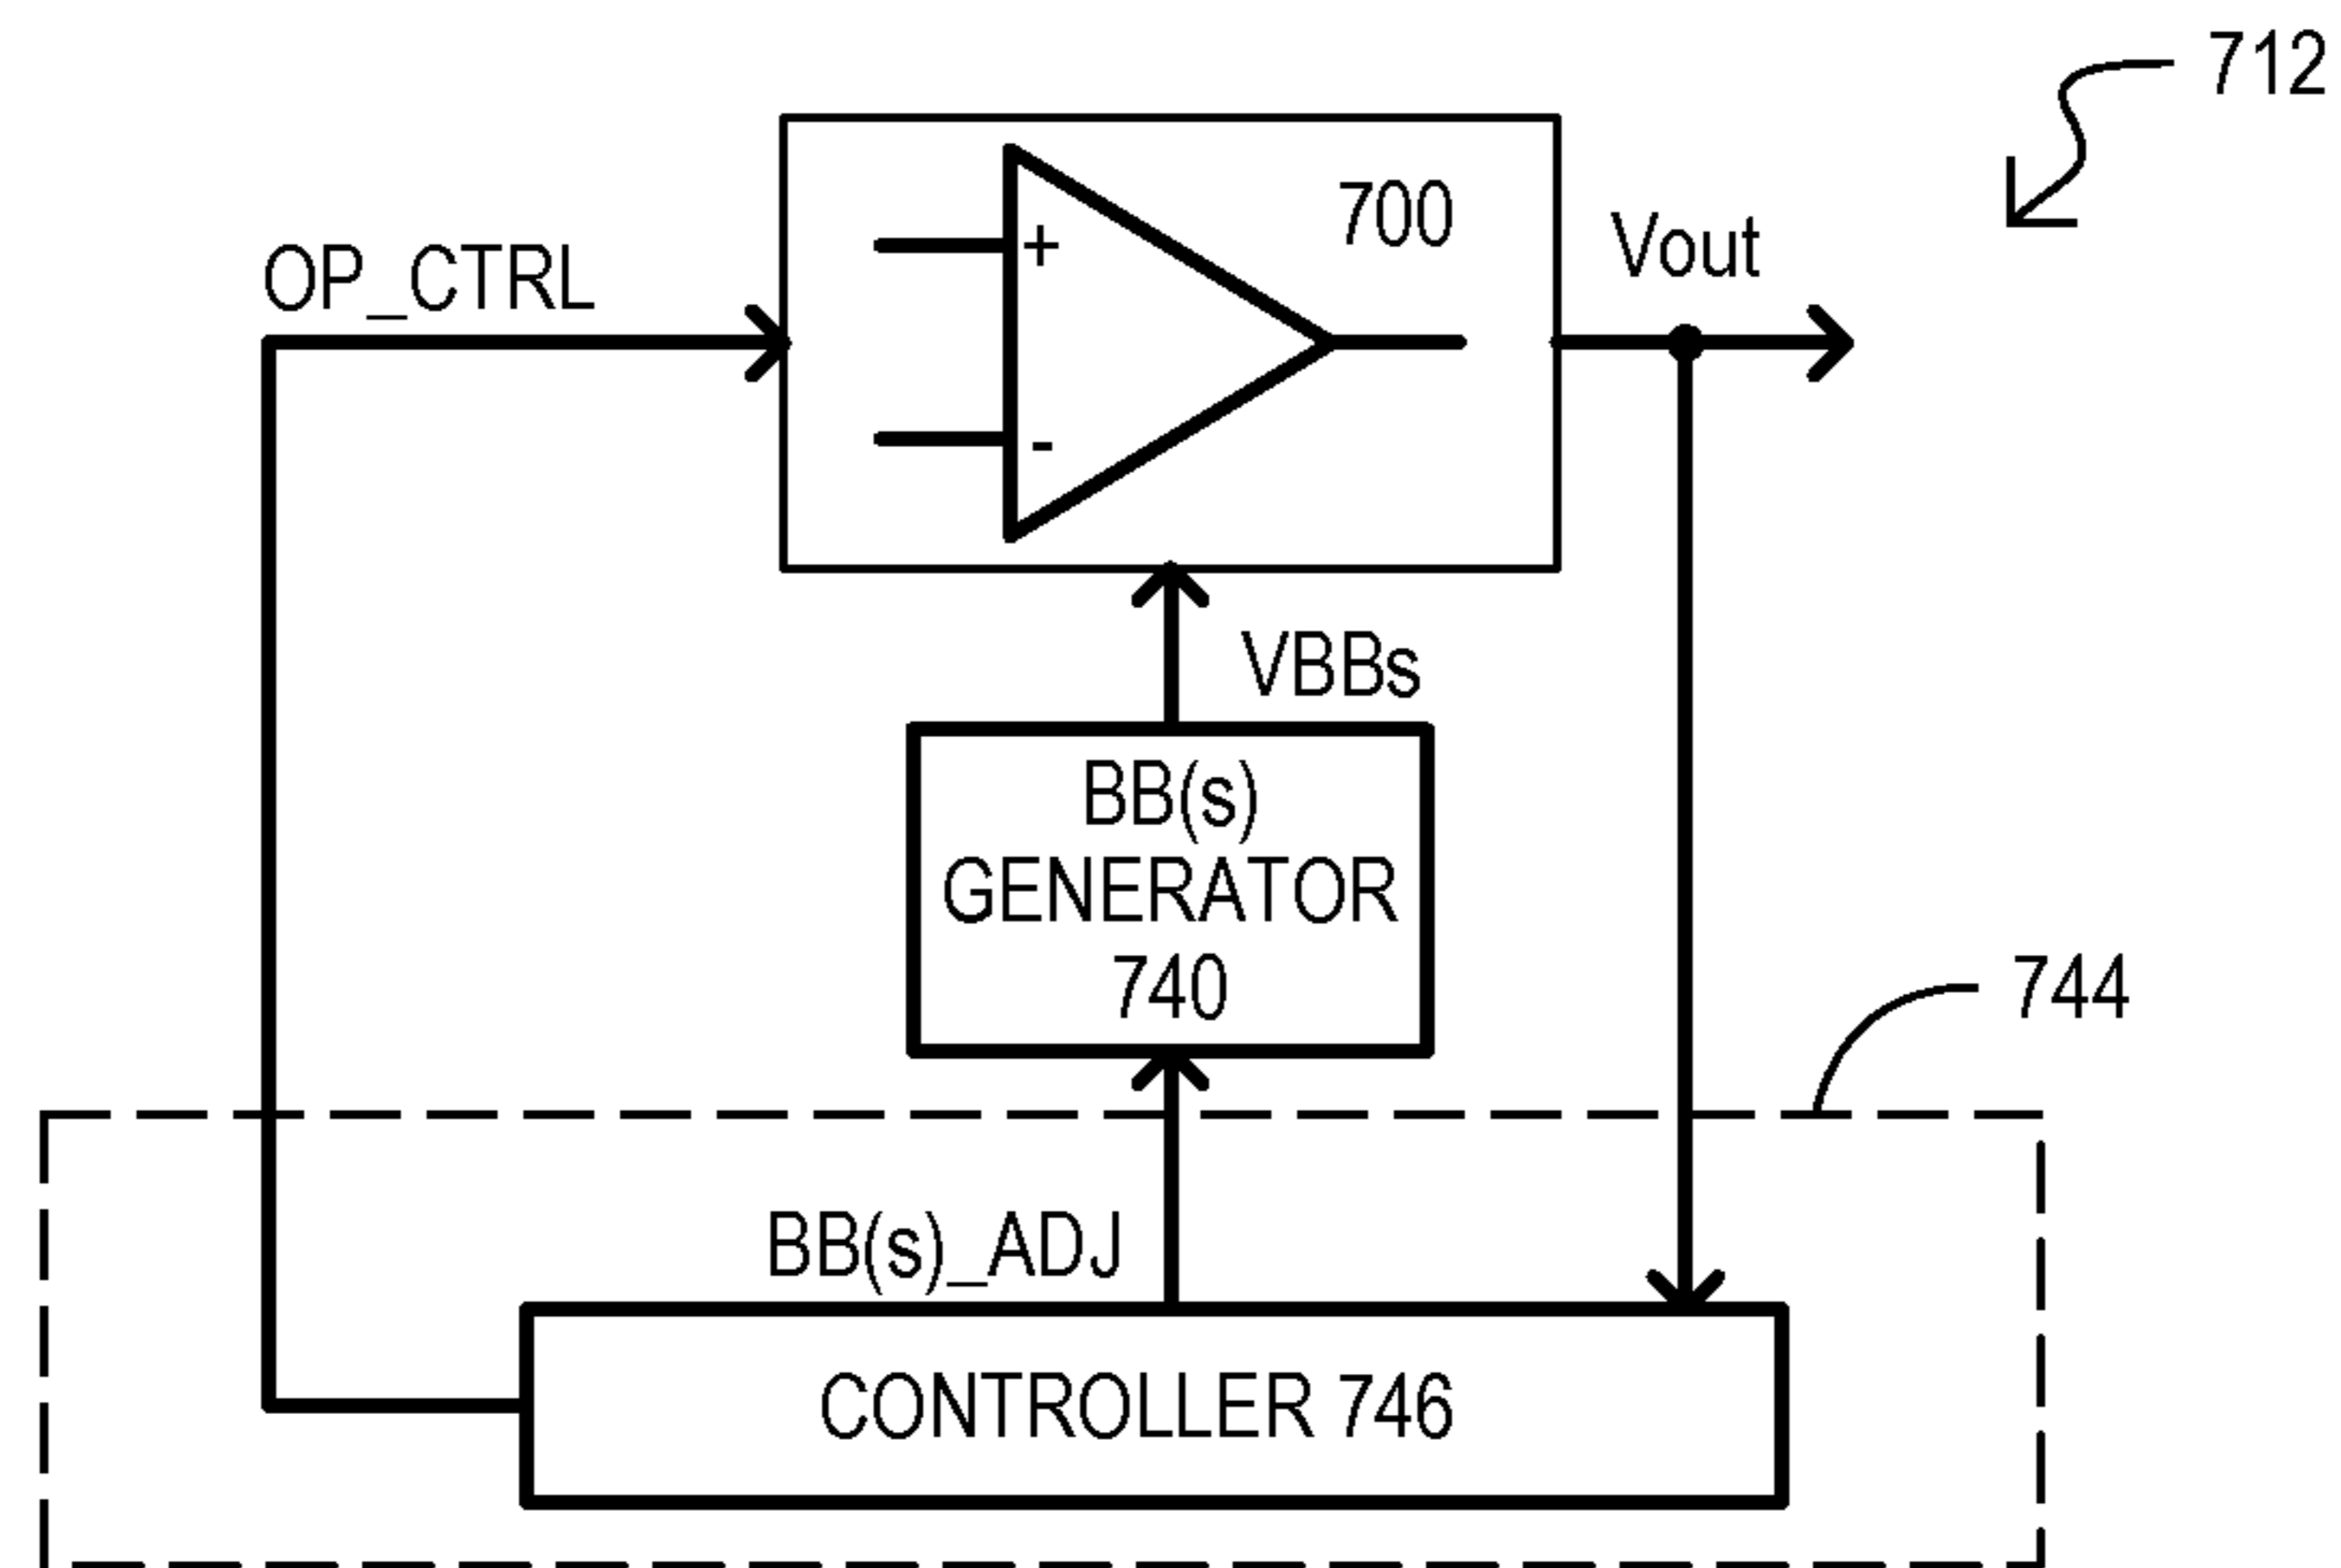 712
700
+
-
OP_CTRL
Vout
VBBs
BB(s)
GENERATOR
740
744
BB(s)_ADJ
CONTROLLER 746